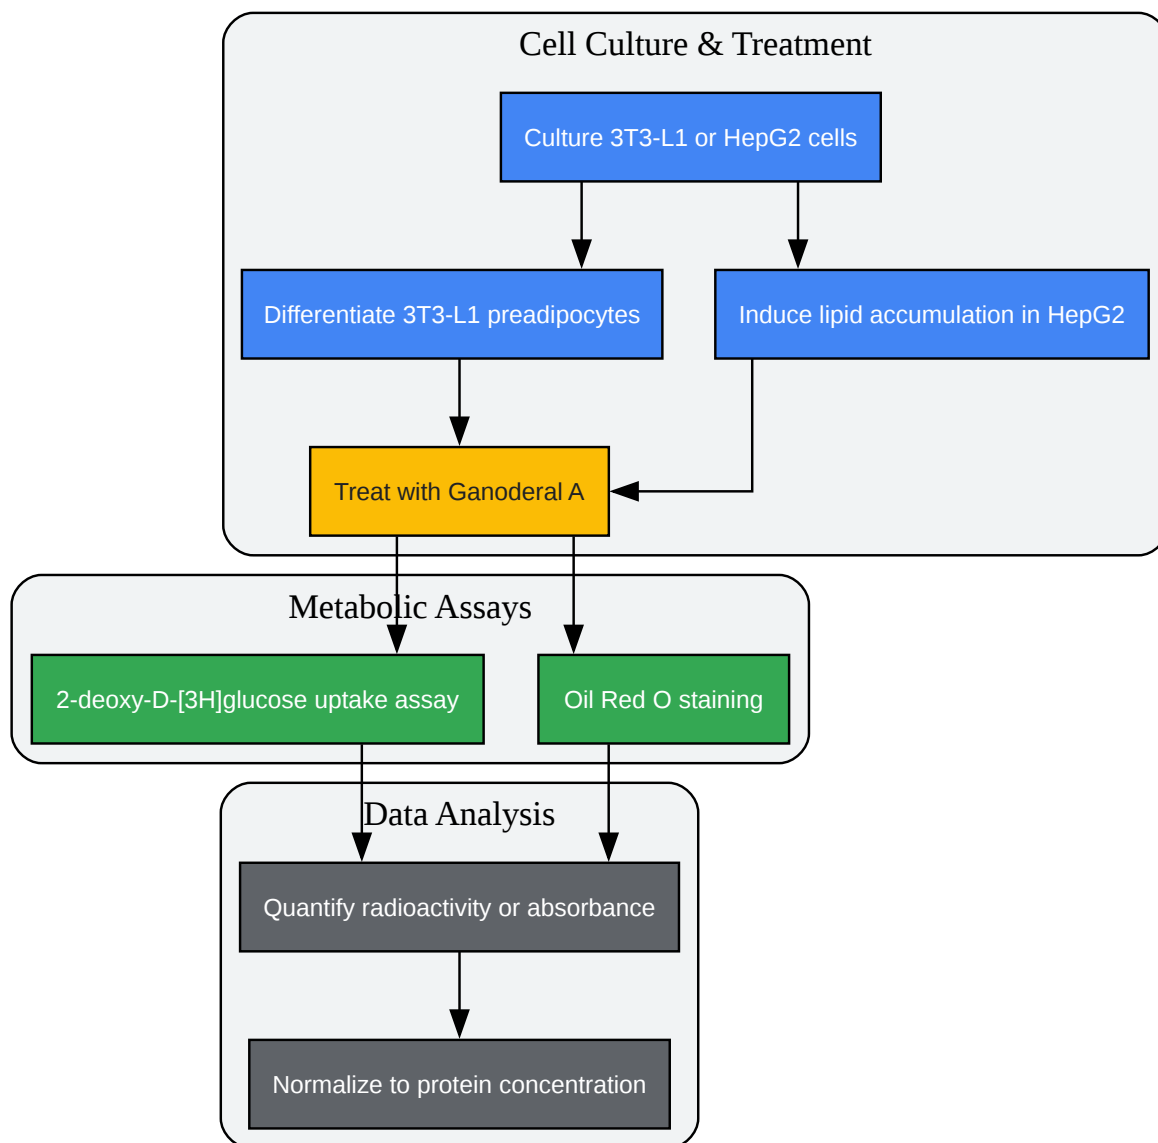 Cell Culture & Treatment
Culture 3T3-L1 or HepG2 cells
Differentiate 3T3-L1 preadipocytes
Induce lipid accumulation in HepG2
Treat with Ganoderal A
Metabolic Assays
2-deoxy-D-[3H]glucose uptake assay
Oil Red O staining
Data Analysis
Quantify radioactivity or absorbance
Normalize to protein concentration